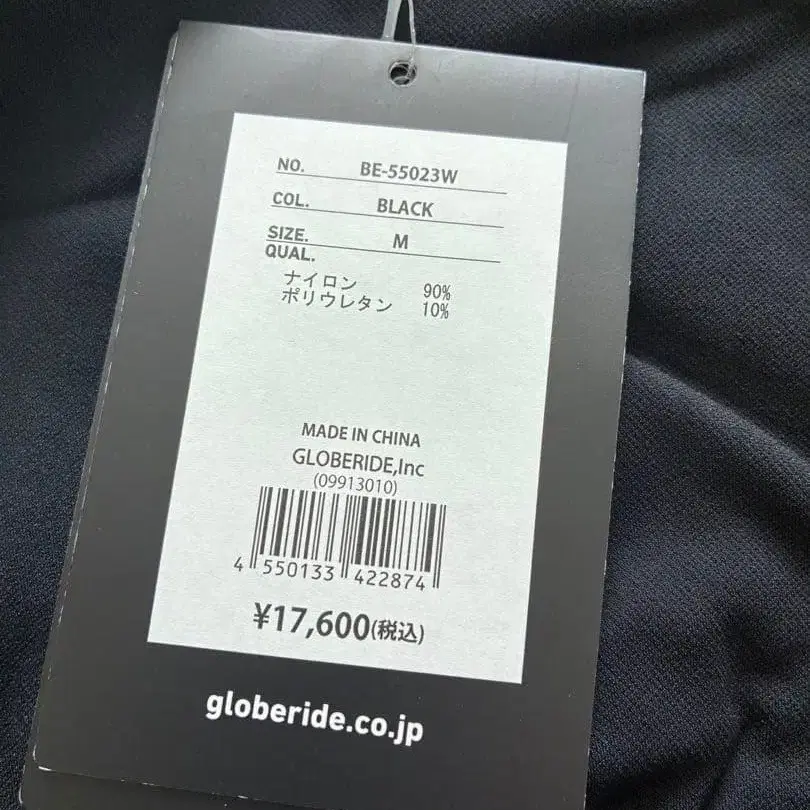 NO. BE-55023W
COL. BLACK
SIZE. M
QUAL.
ナイロン 90%
ポリウレタン 10%
MADE IN CHINA
GLOBERIDE,Inc
(09913010)
4 550133 422874
¥17,600(税込)
globeride.co.jp